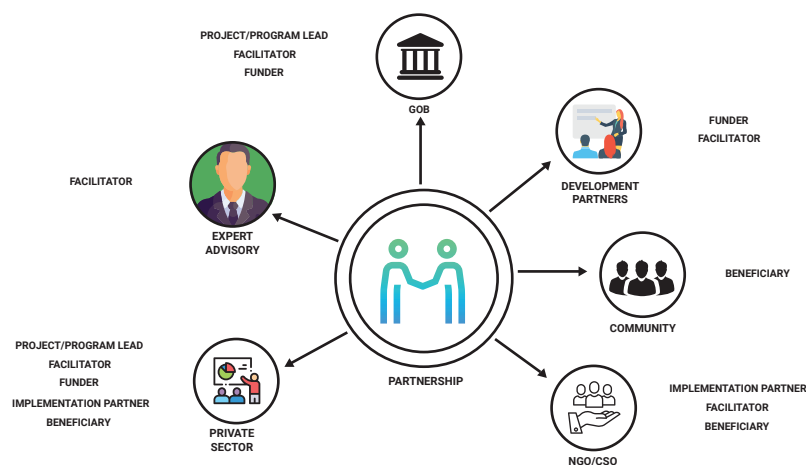 PROJECT/PROGRAM LEAD
FACILITATOR
FUNDER
GOB
FUNDER
FACILITATOR
DEVELOPMENT
PARTNERS
FACILITATOR
EXPERT
ADVISORY
BENEFICIARY
COMMUNITY
PARTNERSHIP
PROJECT/PROGRAM LEAD
FACILITATOR
FUNDER
IMPLEMENTATION PARTNER
BENEFICIARY
PRIVATE
SECTOR
IMPLEMENTATION PARTNER
FACILITATOR
BENEFICIARY
NGO/CSO